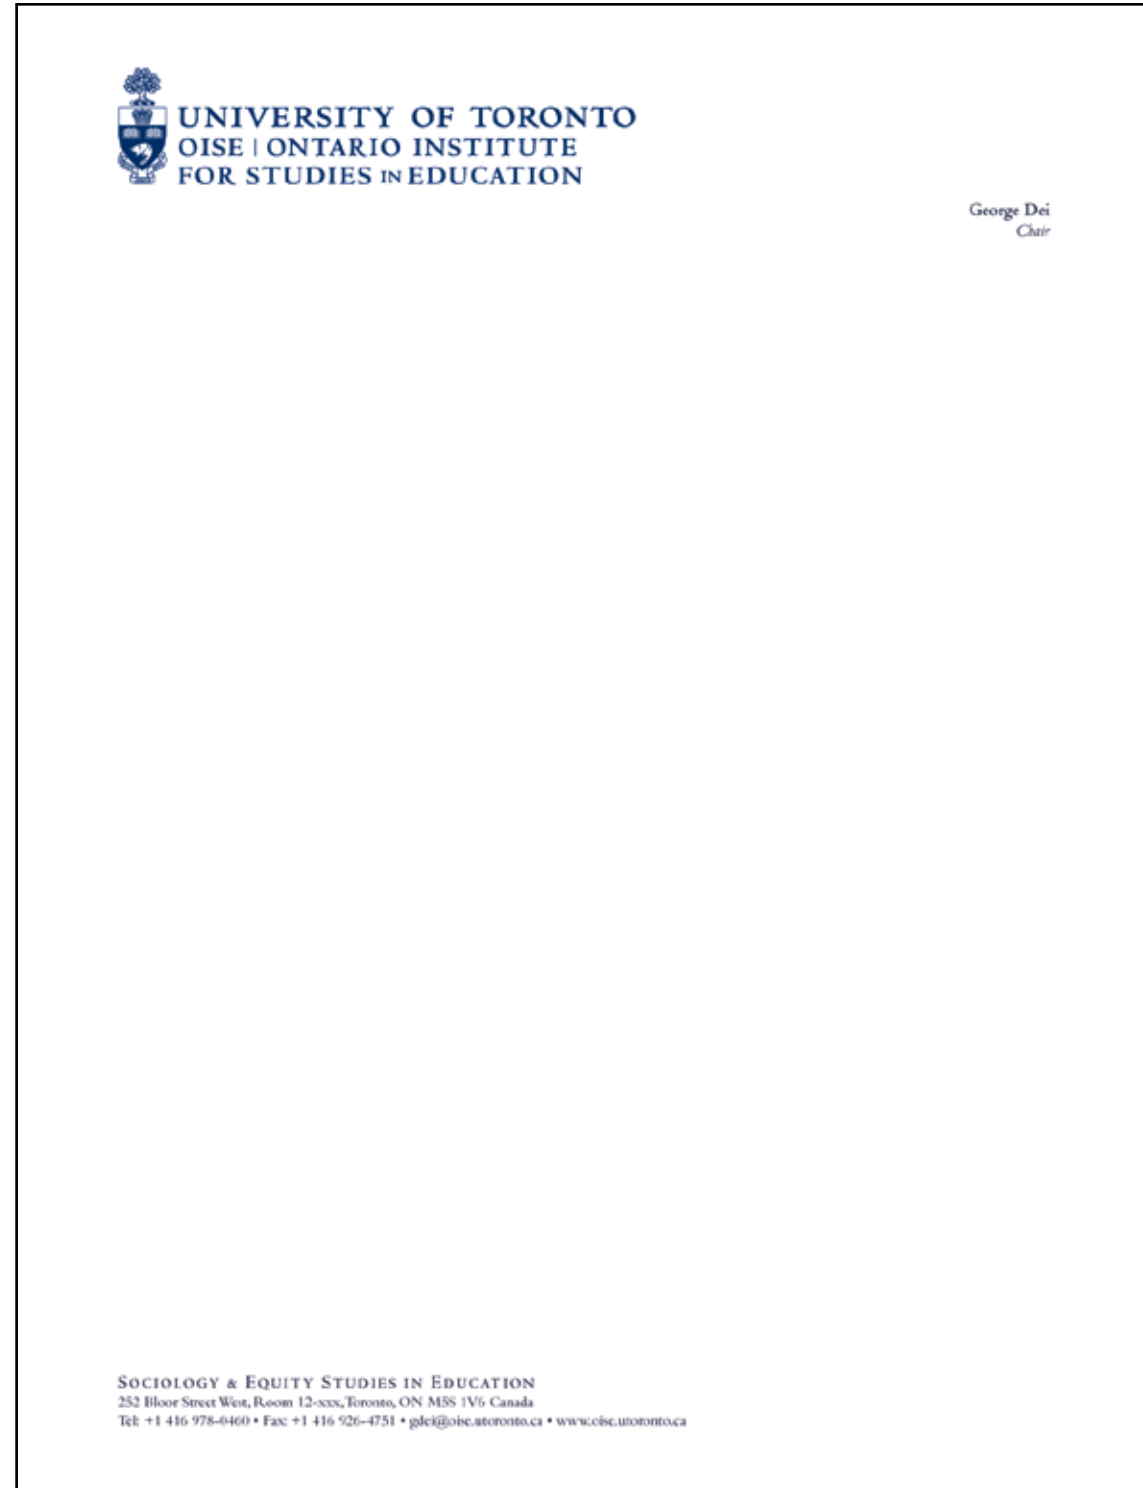 UNIVERSITY OF TORONTO
OISE | ONTARIO INSTITUTE
FOR STUDIES IN EDUCATION
George Dei
Chair
SOCIOLOGY & EQUITY STUDIES IN EDUCATION
252 Bloor Street West, Room 12-xxx, Toronto, ON M5S 1V6 Canada
Tel: +1 416 978-0460 • Fax: +1 416 926-4751 • gdei@oise.utoronto.ca • www.oise.utoronto.ca